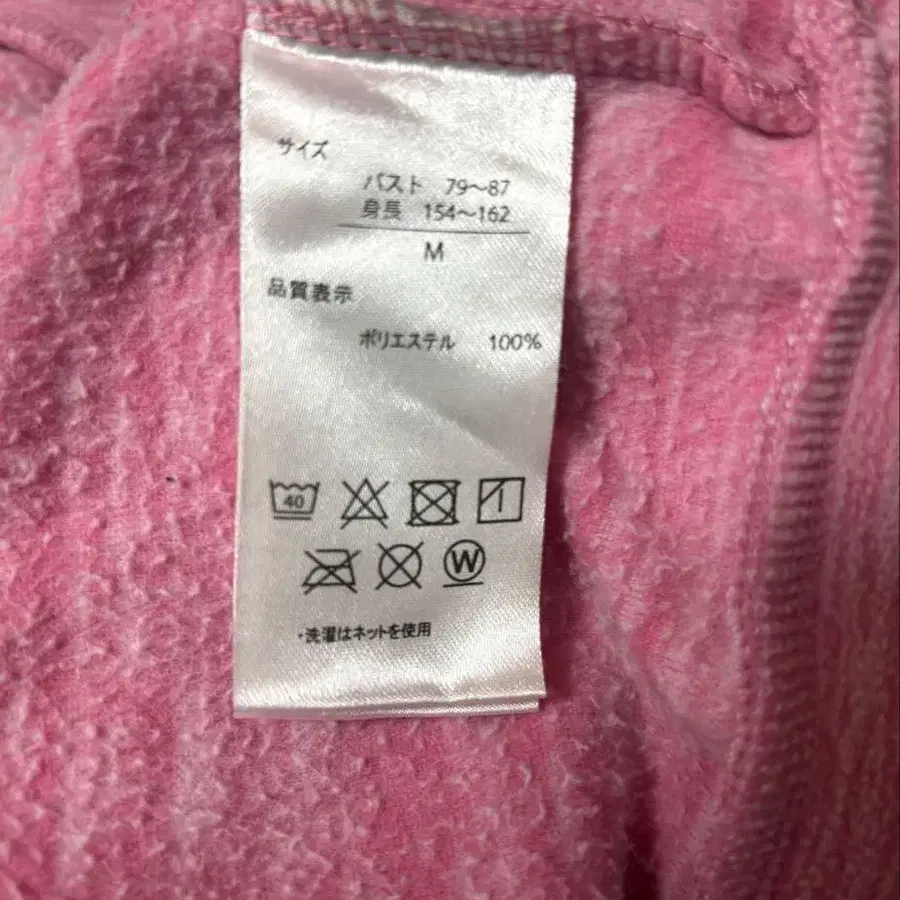 サイズ
バスト 79～87
身長 154～162
M
品質表示
ポリエステル 100%
40
W
・洗濯はネットを使用